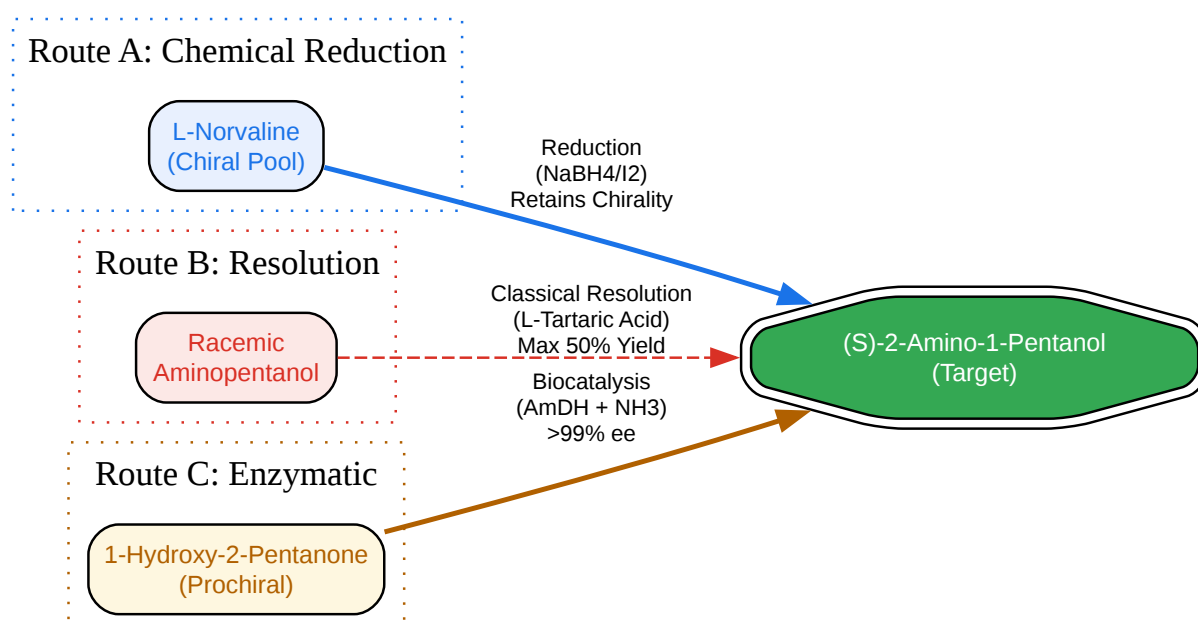 Route A: Chemical Reduction
L-Norvaline
(Chiral Pool)
Reduction
(NaBH4/I2)
Retains Chirality
Route B: Resolution
Racemic
Aminopentanol
Classical Resolution
(L-Tartaric Acid)
Max 50% Yield
(S)-2-Amino-1-Pentanol
(Target)
Biocatalysis
(AmDH + NH3)
>99% ee
Route C: Enzymatic
1-Hydroxy-2-Pentanone
(Prochiral)